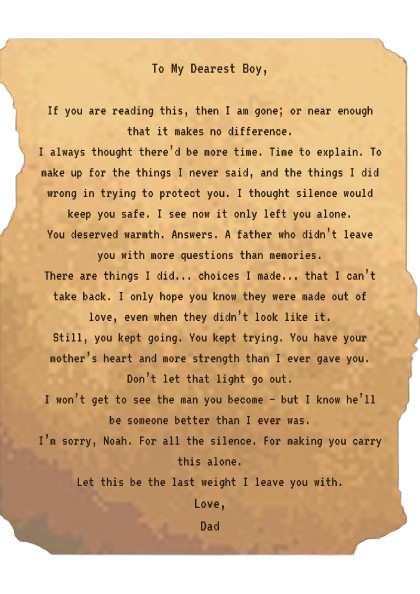 To My Dearest Boy,
If you are reading this, then I am gone; or near enough
that it makes no difference.
I always thought there'd be more time. Time to explain. To
make up for the things I never said, and the things I did
wrong in trying to protect you. I thought silence would
keep you safe. I see now it only left you alone.
You deserved warmth. Answers. A father who didn't leave
you with more questions than memories.
There are things I did... choices I made... that I can't
take back. I only hope you know they were made out of
love, even when they didn't look like it.
Still, you kept going. You kept trying. You have your
mother's heart and more strength than I ever gave you.
Don't let that light go out.
I won't get to see the man you become – but I know he'll
be someone better than I ever was.
I'm sorry, Noah. For all the silence. For making you carry
this alone.
Let this be the last weight I leave you with.
Love,
Dad